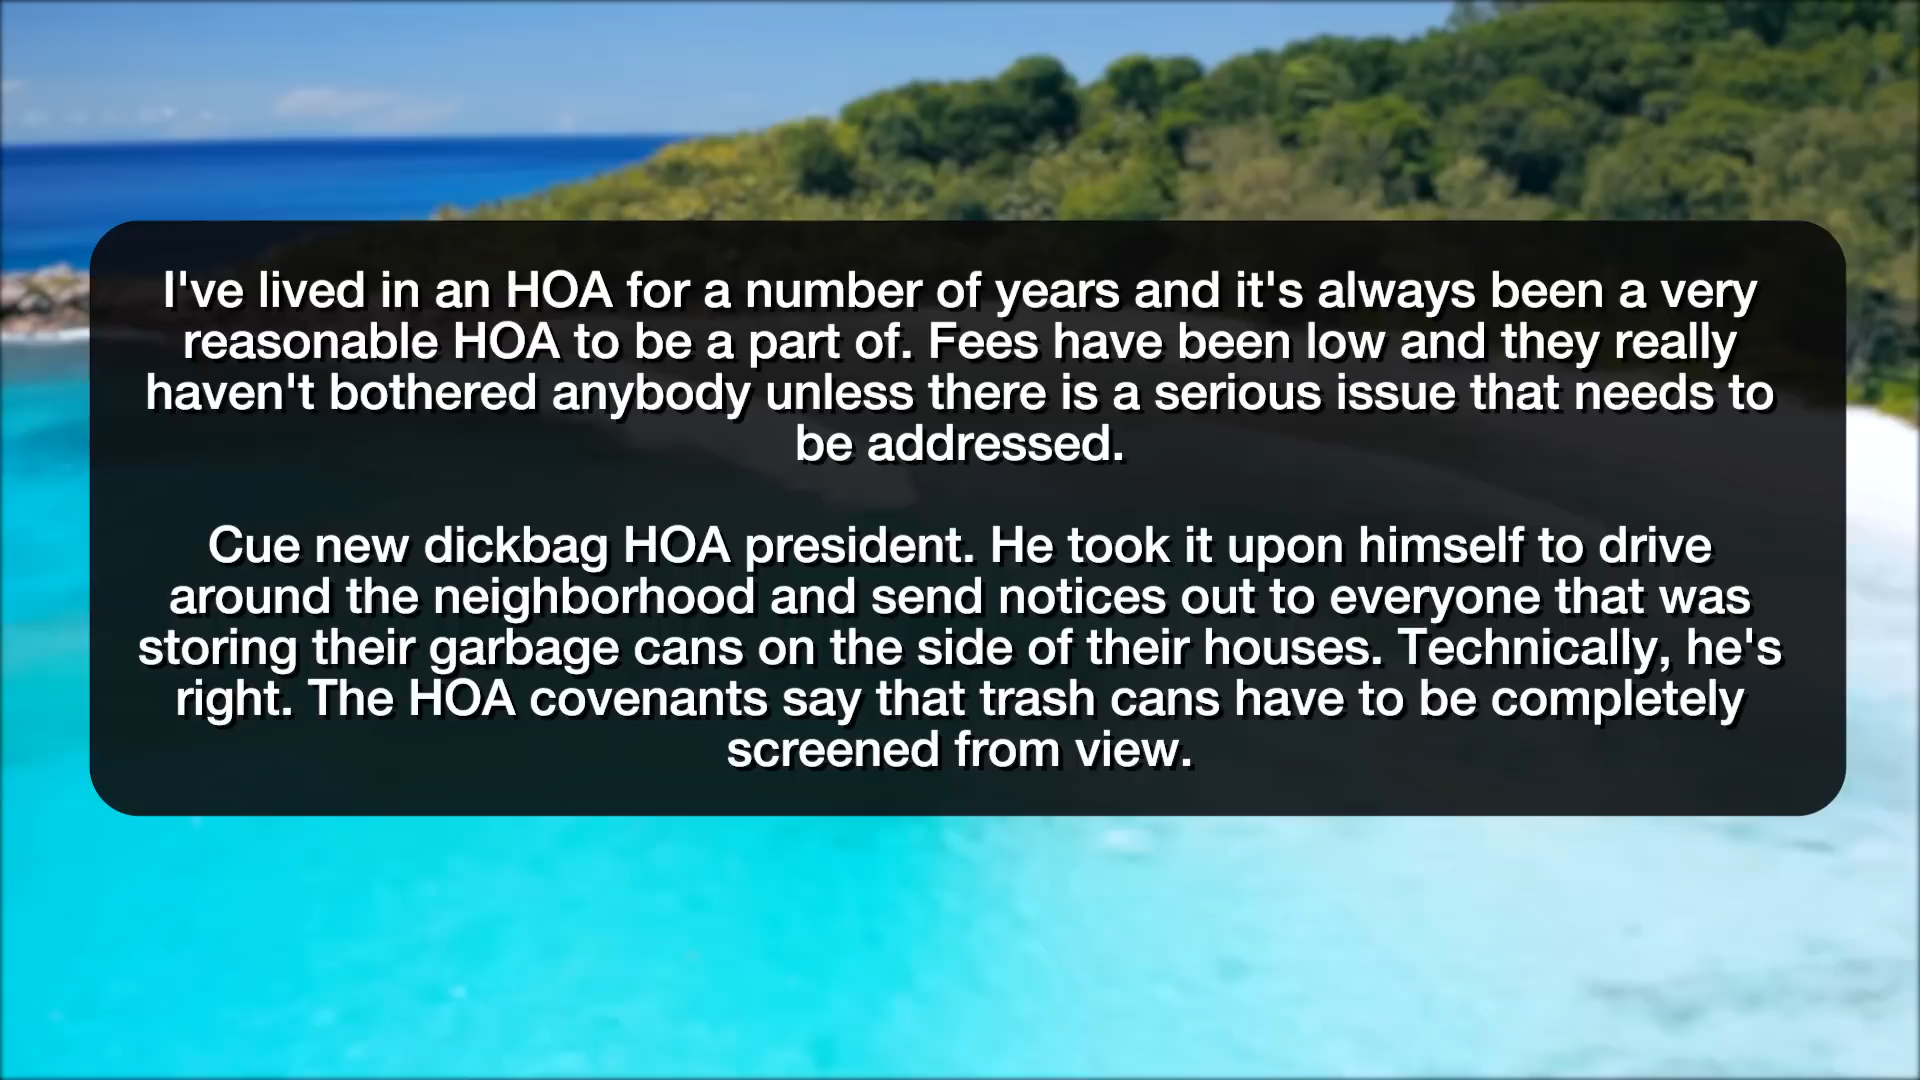 I've lived in an HOA for a number of years and it's always been a very
reasonable HOA to be a part of. Fees have been low and they really
haven't bothered anybody unless there is a serious issue that needs to
be addressed.
Cue new dickbag HOA president. He took it upon himself to drive
around the neighborhood and send notices out to everyone that was
storing their garbage cans on the side of their houses. Technically, he's
right. The HOA covenants say that trash cans have to be completely
screened from view.